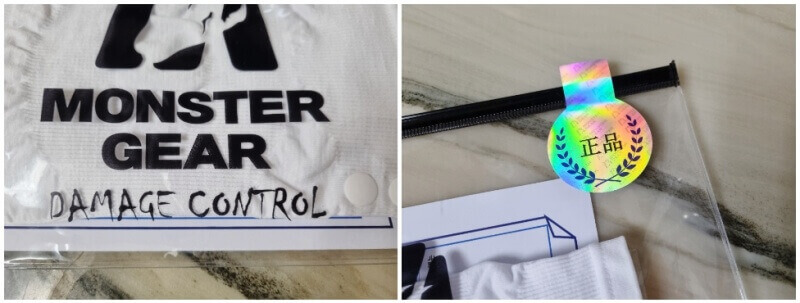 MONSTER
GEAR
DAMAGE CONTROL
正品